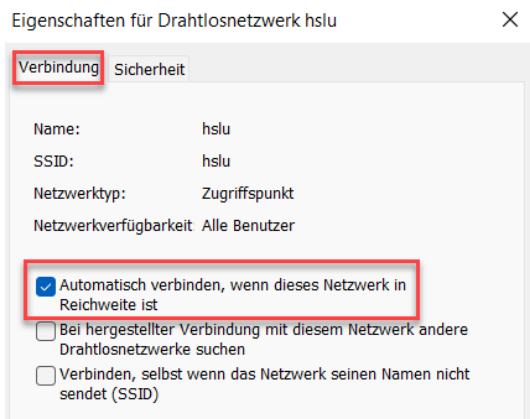 Eigenschaften für Drahtlosnetzwerk hslu
Verbindung Sicherheit
Name: hslu
SSID: hslu
Netzwerktyp: Zugriffspunkt
Netzwerkverfügbarkeit Alle Benutzer
Automatisch verbinden, wenn dieses Netzwerk in
Reichweite ist
Bei hergestellter Verbindung mit diesem Netzwerk andere
Drahtlosnetzwerke suchen
Verbinden, selbst wenn das Netzwerk seinen Namen nicht
sendet (SSID)